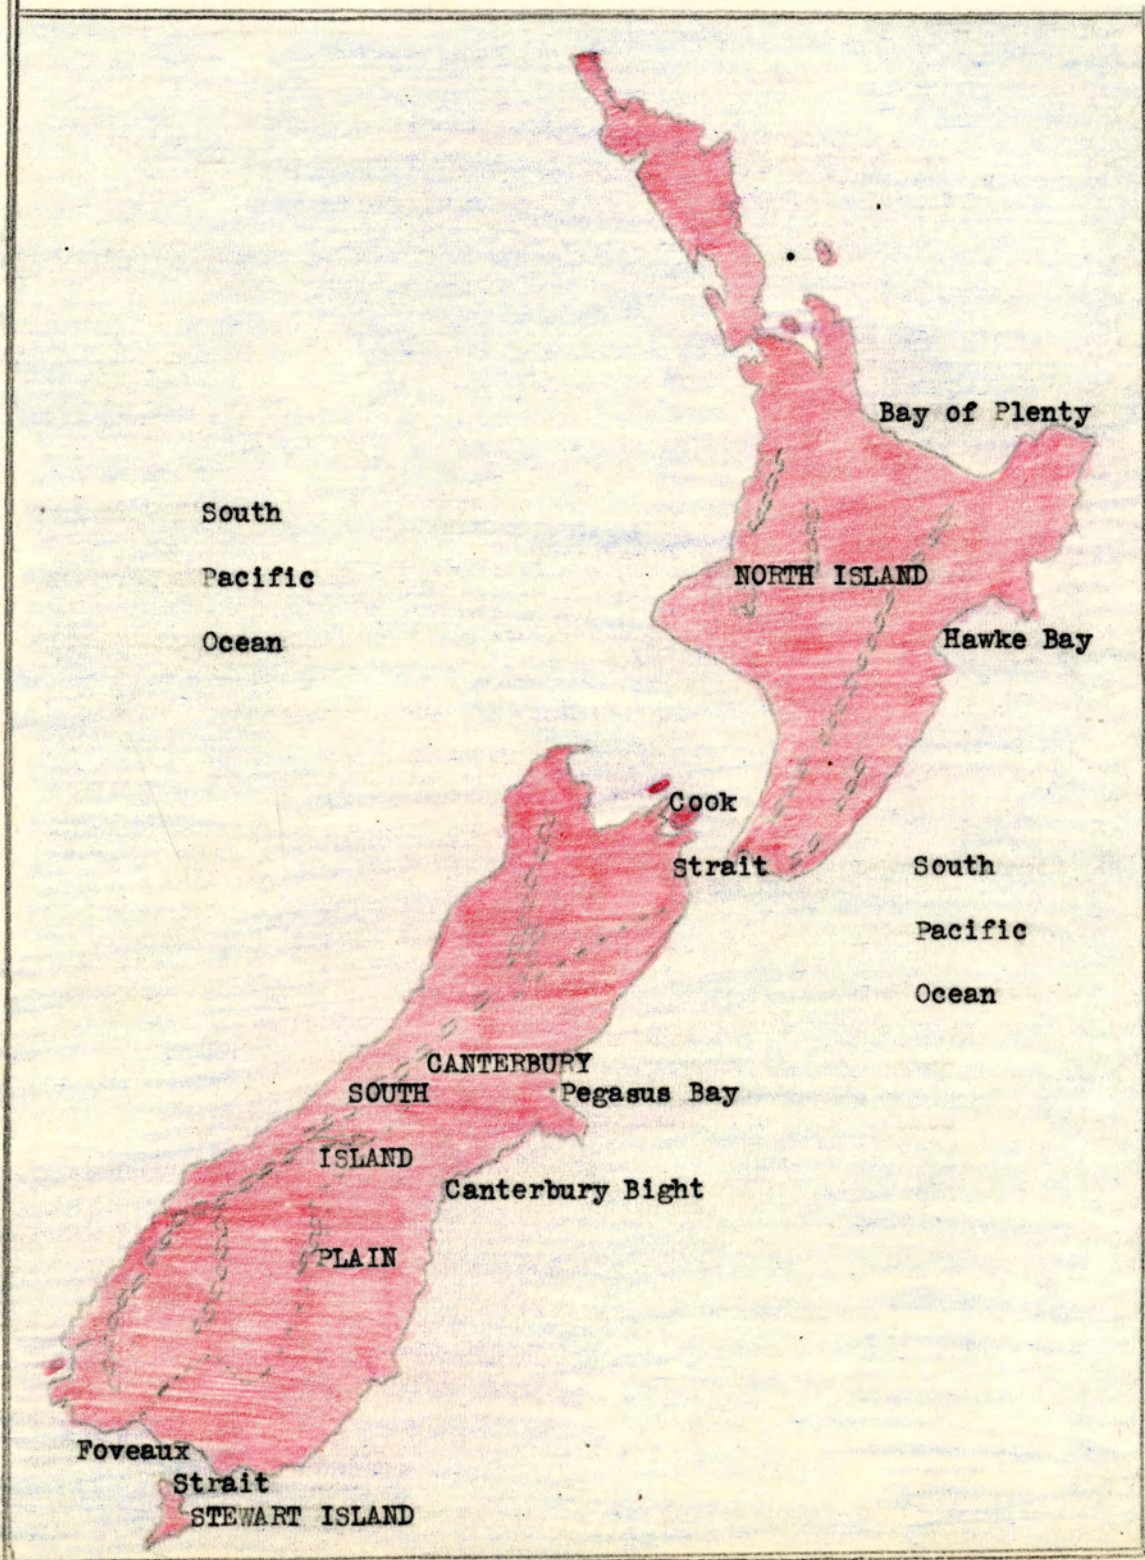 Bay of Plenty
South
Pacific
Ocean
NORTH ISLAND
Hawke Bay
Cook
Strait
South
Pacific
Ocean
CANTERBURY
SOUTH
Pegasus Bay
ISLAND
Canterbury Bight
PLAIN
Foveaux
Strait
STEWART ISLAND